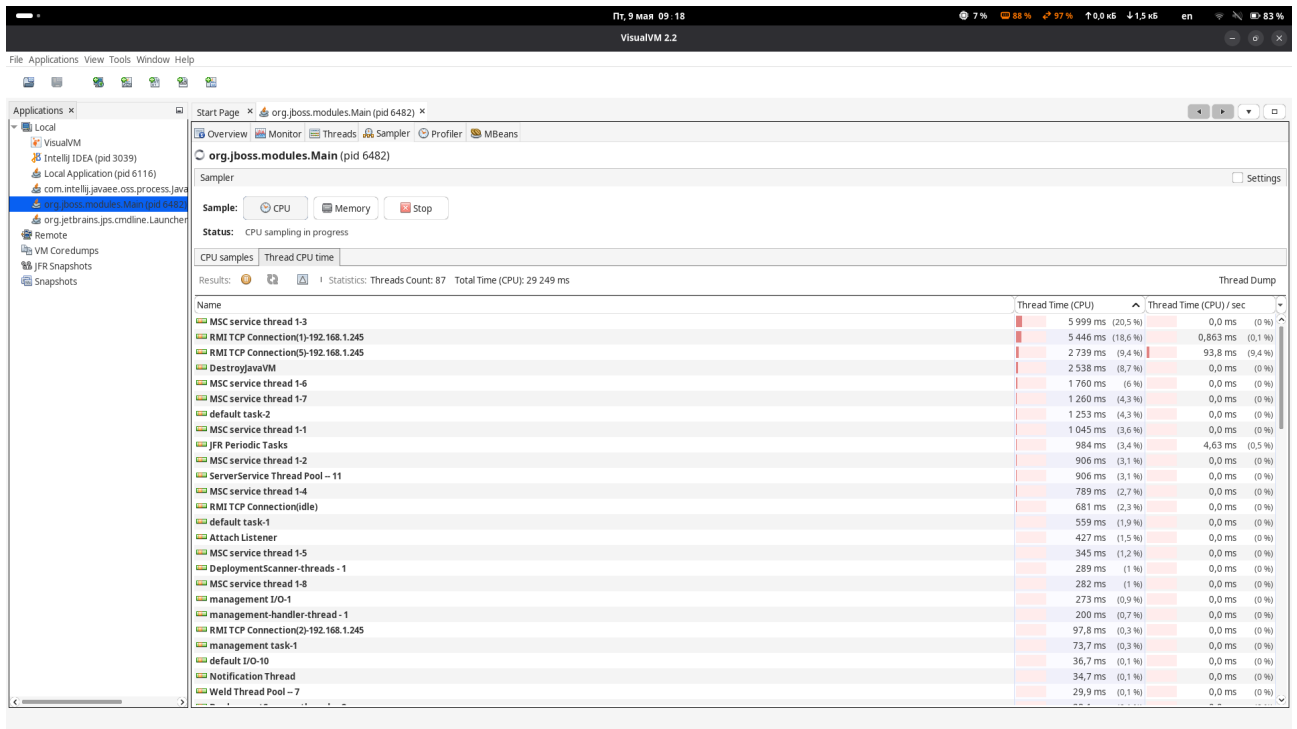 Пт, 9 мая 09:18
7 % 88 % 97 % ↑0,0 кБ ↓1,5 кБ en 83 %
VisualVM 2.2
File Applications View Tools Window Help
Applications ×
Start Page × org.jboss.modules.Main (pid 6482) ×
Local
VisualVM
IntelliJ IDEA (pid 3039)
Local Application (pid 6116)
com.intellij.javaee.oss.process.Java
org.jboss.modules.Main (pid 6482)
org.jetbrains.jps.cmdline.Launcher
Remote
VM Coredumps
JFR Snapshots
Snapshots
Overview Monitor Threads Sampler Profiler MBeans
org.jboss.modules.Main (pid 6482)
Sampler Settings
Sample: CPU Memory Stop
Status: CPU sampling in progress
CPU samples Thread CPU time
Results: Statistics: Threads Count: 87 Total Time (CPU): 29 249 ms Thread Dump
Name Thread Time (CPU) Thread Time (CPU) / sec
MSC service thread 1-3 5 999 ms (20,5 %) 0,0 ms (0 %)
RMI TCP Connection(1)-192.168.1.245 5 446 ms (18,6 %) 0,863 ms (0,1 %)
RMI TCP Connection(5)-192.168.1.245 2 739 ms (9,4 %) 93,8 ms (9,4 %)
DestroyJavaVM 2 538 ms (8,7 %) 0,0 ms (0 %)
MSC service thread 1-6 1 760 ms (6 %) 0,0 ms (0 %)
MSC service thread 1-7 1 260 ms (4,3 %) 0,0 ms (0 %)
default task-2 1 253 ms (4,3 %) 0,0 ms (0 %)
MSC service thread 1-1 1 045 ms (3,6 %) 0,0 ms (0 %)
JFR Periodic Tasks 984 ms (3,4 %) 4,63 ms (0,5 %)
MSC service thread 1-2 906 ms (3,1 %) 0,0 ms (0 %)
ServerService Thread Pool -- 11 906 ms (3,1 %) 0,0 ms (0 %)
MSC service thread 1-4 789 ms (2,7 %) 0,0 ms (0 %)
RMI TCP Connection(idle) 681 ms (2,3 %) 0,0 ms (0 %)
default task-1 559 ms (1,9 %) 0,0 ms (0 %)
Attach Listener 427 ms (1,5 %) 0,0 ms (0 %)
MSC service thread 1-5 345 ms (1,2 %) 0,0 ms (0 %)
DeploymentScanner-threads - 1 289 ms (1 %) 0,0 ms (0 %)
MSC service thread 1-8 282 ms (1 %) 0,0 ms (0 %)
management I/O-1 273 ms (0,9 %) 0,0 ms (0 %)
management-handler-thread - 1 200 ms (0,7 %) 0,0 ms (0 %)
RMI TCP Connection(2)-192.168.1.245 97,8 ms (0,3 %) 0,0 ms (0 %)
management task-1 73,7 ms (0,3 %) 0,0 ms (0 %)
default I/O-10 36,7 ms (0,1 %) 0,0 ms (0 %)
Notification Thread 34,7 ms (0,1 %) 0,0 ms (0 %)
Weld Thread Pool -- 7 29,9 ms (0,1 %) 0,0 ms (0 %)